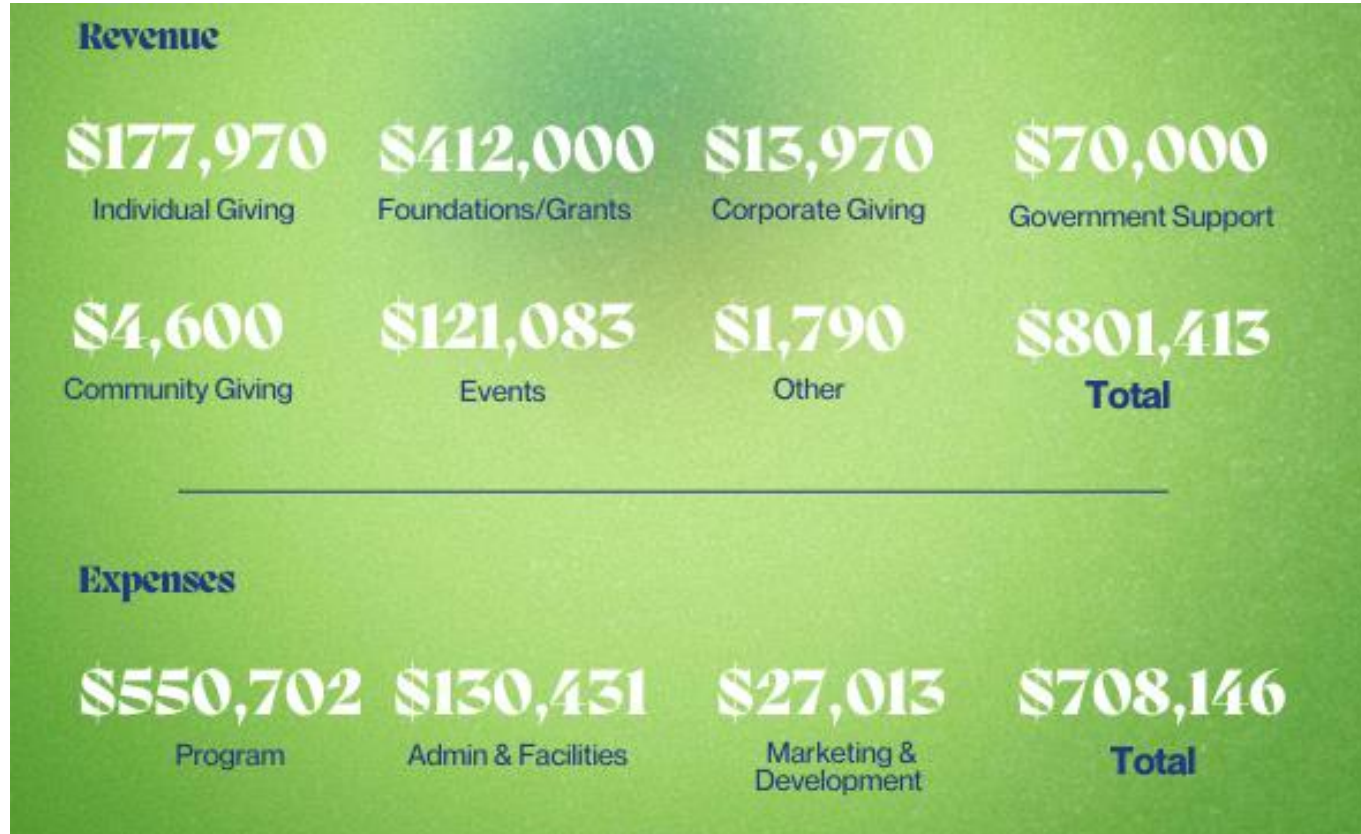 Revenue
$177,970 $412,000 $13,970 $70,000
Individual Giving Foundations/Grants Corporate Giving Government Support
$4,600 $121,083 $1,790 $801,413
Community Giving Events Other Total
Expenses
$550,702 $130,431 $27,013 $708,146
Program Admin & Facilities Marketing & Total
Development